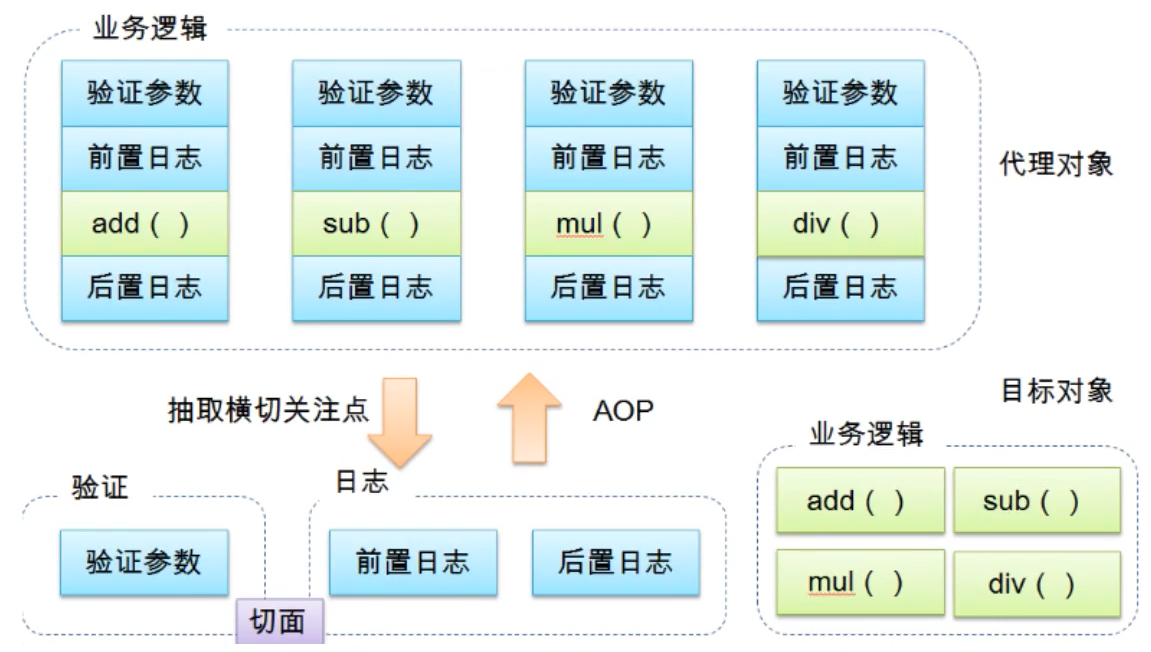 业务逻辑
验证参数 验证参数 验证参数 验证参数
前置日志 前置日志 前置日志 前置日志
代理对象
add（ ） sub（ ） mul（ ） div（ ）
后置日志 后置日志 后置日志 后置日志
抽取横切关注点
AOP
目标对象
业务逻辑
验证
日志
add（ ） sub（ ）
验证参数
前置日志 后置日志
mul（ ） div（ ）
切面